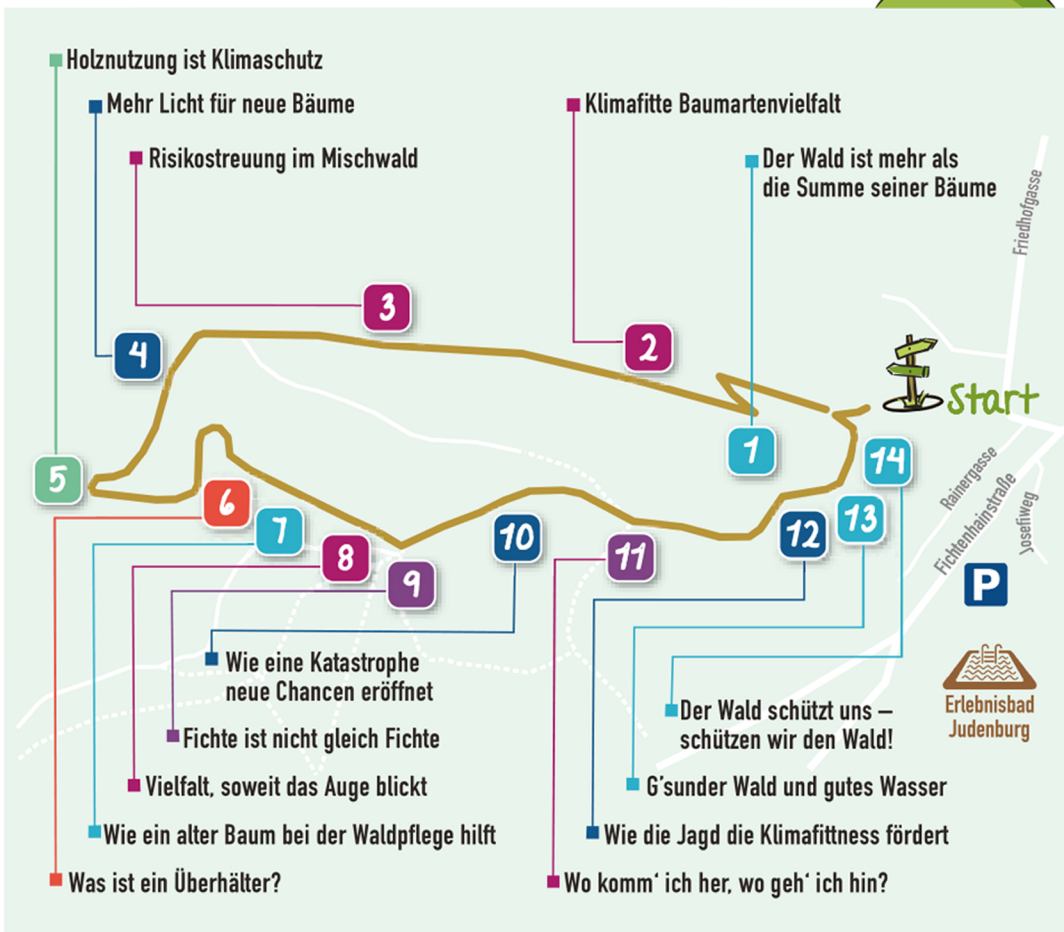 Holznutzung ist Klimaschutz
Mehr Licht für neue Bäume
Klimafitte Baumartenvielfalt
Risikostreuung im Mischwald
Der Wald ist mehr als
die Summe seiner Bäume
Friedhofgasse
3
2
4
Start
1
14
5
6
7
8
9
10
11
12
13
Rainergasse
Fichtenhainstraße
Josefiweg
P
Wie eine Katastrophe
neue Chancen eröffnet
Fichte ist nicht gleich Fichte
Vielfalt, soweit das Auge blickt
Wie ein alter Baum bei der Waldpflege hilft
Was ist ein Überhälter?
Der Wald schützt uns –
schützen wir den Wald!
G'sunder Wald und gutes Wasser
Wie die Jagd die Klimafittness fördert
Wo komm' ich her, wo geh' ich hin?
Erlebnisbad
Judenburg